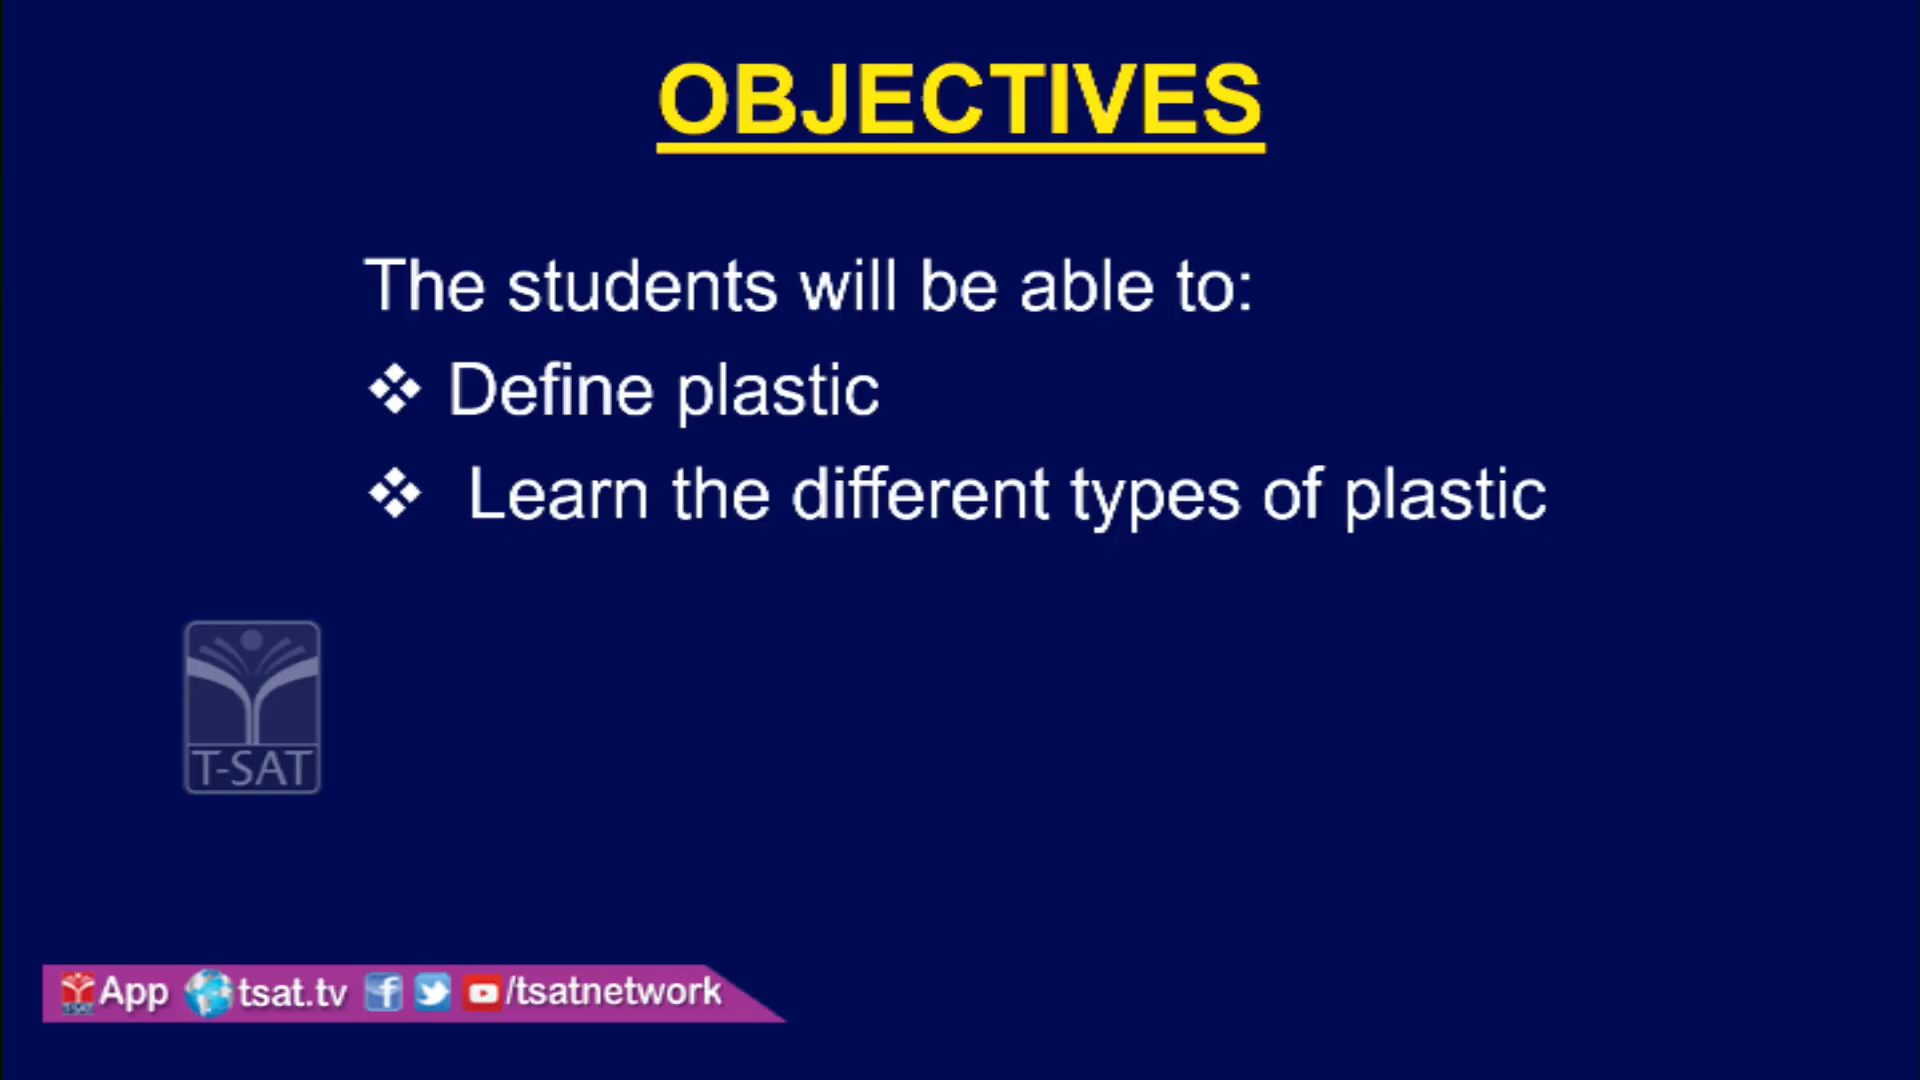 OBJECTIVES
The students will be able to:
❖ Define plastic
❖ Learn the different types of plastic
T-SAT
App tsat.tv /tsatnetwork